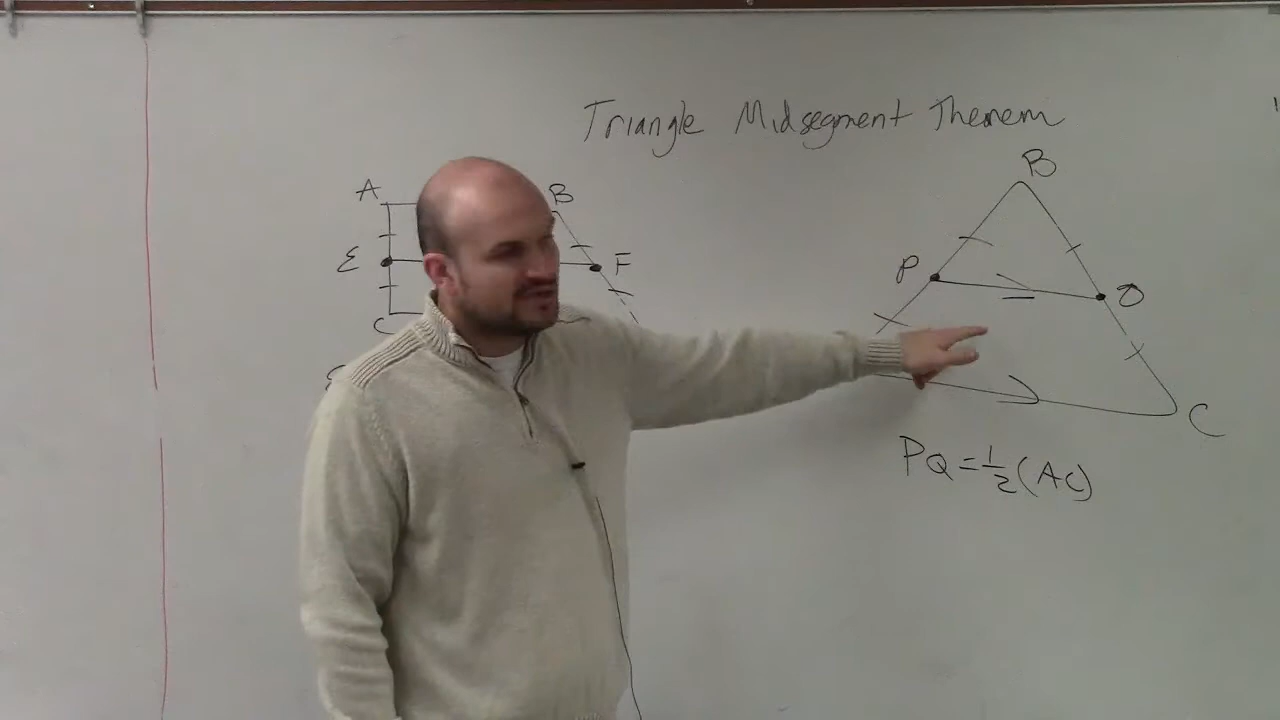 Triangle Midsegment Theorem
A B
E F
C
B
P Q
C
PQ = 1/2 (AC)